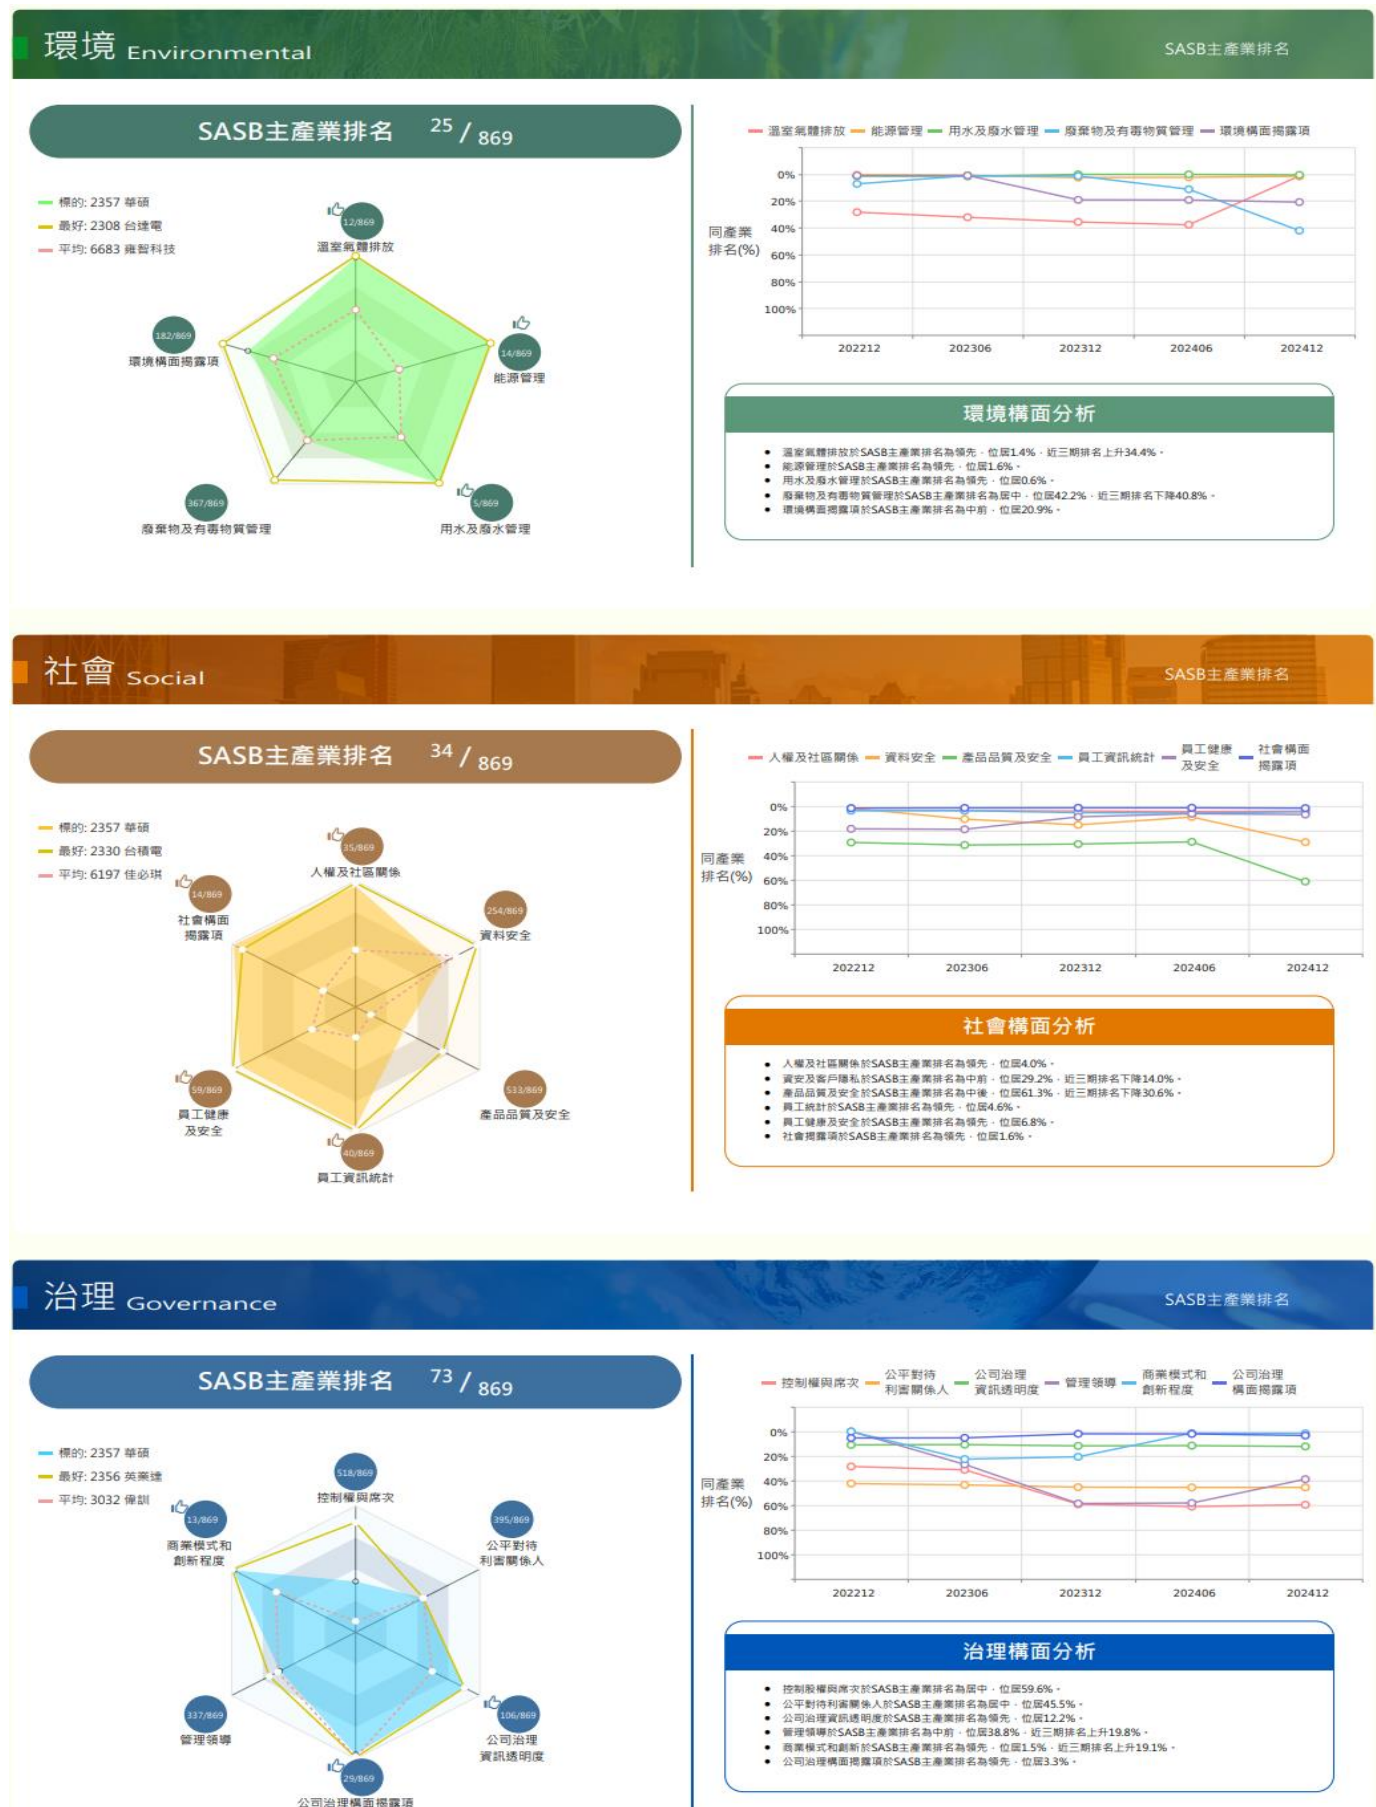 環境 Environmental
SASB主產業排名
SASB主產業排名 25 / 869
標的: 2357 華碩
最好: 2308 台達電
平均: 6683 雍智科技
12/869
溫室氣體排放
14/869
能源管理
5/869
用水及廢水管理
367/869
廢棄物及有毒物質管理
182/869
環境構面揭露項
溫室氣體排放 能源管理 用水及廢水管理 廢棄物及有毒物質管理 環境構面揭露項
同產業
排名(%)
0%
20%
40%
60%
80%
100%
202212 202306 202312 202406 202412
環境構面分析
溫室氣體排放於SASB主產業排名為領先，位居1.4%，近三期排名上升34.4%。
能源管理於SASB主產業排名為領先，位居1.6%。
用水及廢水管理於SASB主產業排名為領先，位居0.6%。
廢棄物及有毒物質管理於SASB主產業排名為居中，位居42.2%，近三期排名下降40.8%。
環境構面揭露項於SASB主產業排名為中前，位居20.9%。
社會 Social
SASB主產業排名
SASB主產業排名 34 / 869
標的: 2357 華碩
最好: 2330 台積電
平均: 6197 佳必琪
35/869
人權及社區關係
254/869
資料安全
533/869
產品品質及安全
40/869
員工資訊統計
59/869
員工健康
及安全
14/869
社會構面
揭露項
人權及社區關係 資料安全 產品品質及安全 員工資訊統計 員工健康及安全 社會構面揭露項
同產業
排名(%)
0%
20%
40%
60%
80%
100%
202212 202306 202312 202406 202412
社會構面分析
人權及社區關係於SASB主產業排名為領先，位居4.0%。
資安及客戶隱私於SASB主產業排名為中前，位居29.2%，近三期排名下降14.0%。
產品品質及安全於SASB主產業排名為中後，位居61.3%，近三期排名下降30.6%。
員工統計於SASB主產業排名為領先，位居4.6%。
員工健康及安全於SASB主產業排名為領先，位居6.8%。
社會揭露項於SASB主產業排名為領先，位居1.6%。
治理 Governance
SASB主產業排名
SASB主產業排名 73 / 869
標的: 2357 華碩
最好: 2356 英業達
平均: 3032 偉訓
518/869
控制權與席次
395/869
公平對待
利害關係人
106/869
公司治理
資訊透明度
29/869
公司治理構面揭露項
337/869
管理領導
13/869
商業模式和
創新程度
控制權與席次 公平對待利害關係人 公司治理資訊透明度 管理領導 商業模式和創新程度 公司治理構面揭露項
同產業
排名(%)
0%
20%
40%
60%
80%
100%
202212 202306 202312 202406 202412
治理構面分析
控制股權與席次於SASB主產業排名為居中，位居59.6%。
公平對待利害關係人於SASB主產業排名為居中，位居45.5%。
公司治理資訊透明度於SASB主產業排名為領先，位居12.2%。
管理領導於SASB主產業排名為中前，位居38.8%，近三期排名上升19.8%。
商業模式和創新於SASB主產業排名為領先，位居1.5%，近三期排名上升19.1%。
公司治理構面揭露項於SASB主產業排名為領先，位居3.3%。